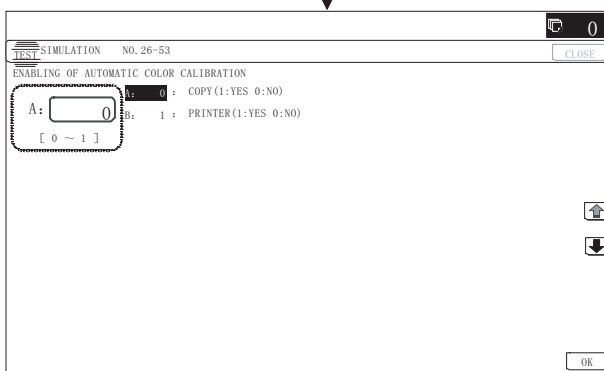 0
TEST SIMULATION NO.26-53
CLOSE
ENABLING OF AUTOMATIC COLOR CALIBRATION
A: 0 : COPY(1:YES 0:NO)
A: 0
B: 1 : PRINTER(1:YES 0:NO)
[ 0 ~ 1 ]
OK